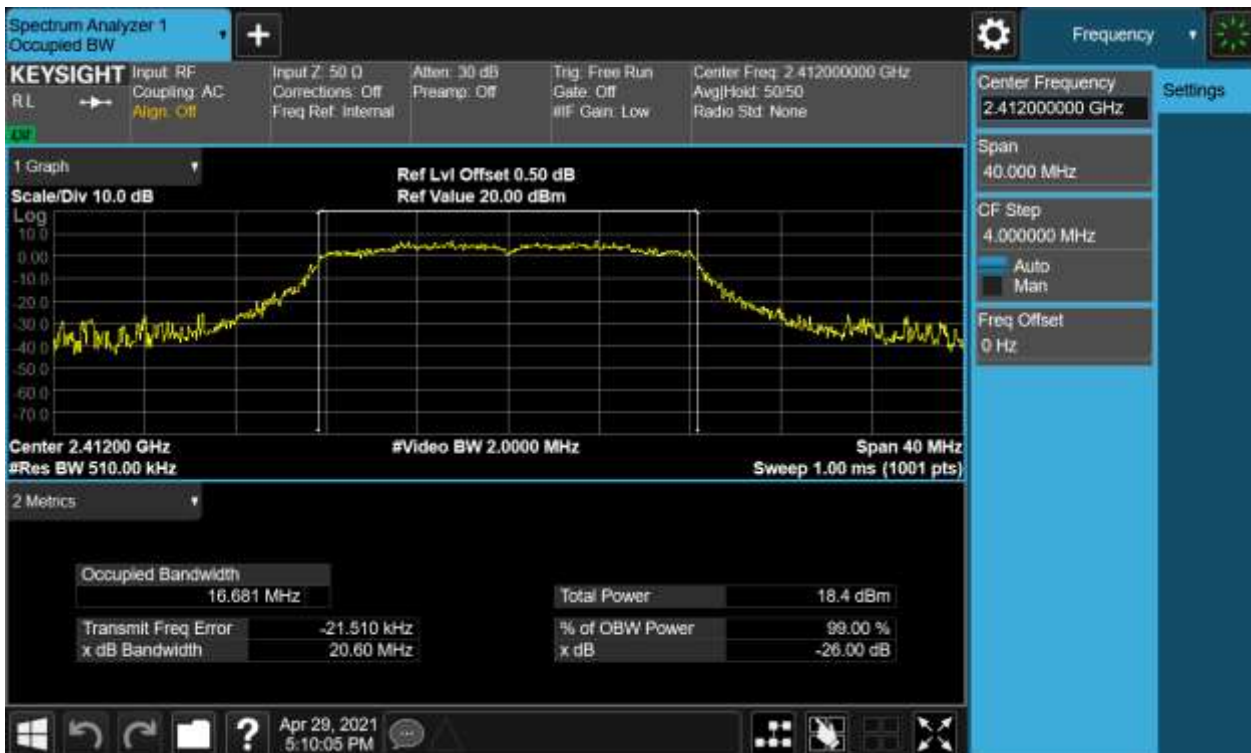 Spectrum Analyzer 1
Occupied BW
+
Frequency
KEYSIGHT
RL
Input: RF
Coupling: AC
Align: Off
Input Z: 50 Ω
Corrections: Off
Freq Ref: Internal
Atten: 30 dB
Preamp: Off
Trig: Free Run
Gate: Off
#IF Gain: Low
Center Freq: 2.412000000 GHz
Avg|Hold: 50/50
Radio Std: None
Center Frequency
2.412000000 GHz
Settings
Span
40.000 MHz
CF Step
4.000000 MHz
Auto
Man
Freq Offset
0 Hz
1 Graph
Scale/Div 10.0 dB
Ref Lvl Offset 0.50 dB
Ref Value 20.00 dBm
Log
10.0
0.00
-10.0
-20.0
-30.0
-40.0
-50.0
-60.0
-70.0
Center 2.41200 GHz
#Video BW 2.0000 MHz
Span 40 MHz
#Res BW 510.00 kHz
Sweep 1.00 ms (1001 pts)
2 Metrics
Occupied Bandwidth
16.681 MHz
Total Power 18.4 dBm
Transmit Freq Error -21.510 kHz
% of OBW Power 99.00 %
x dB Bandwidth 20.60 MHz
x dB -26.00 dB
?
Apr 29, 2021
5:10:05 PM